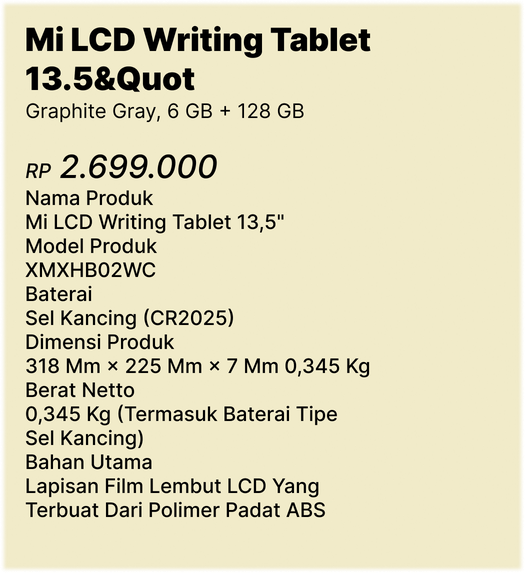 Mi LCD Writing Tablet
13.5&Quot
Graphite Gray, 6 GB + 128 GB
RP 2.699.000
Nama Produk
Mi LCD Writing Tablet 13,5"
Model Produk
XMXHB02WC
Baterai
Sel Kancing (CR2025)
Dimensi Produk
318 Mm × 225 Mm × 7 Mm 0,345 Kg
Berat Netto
0,345 Kg (Termasuk Baterai Tipe
Sel Kancing)
Bahan Utama
Lapisan Film Lembut LCD Yang
Terbuat Dari Polimer Padat ABS